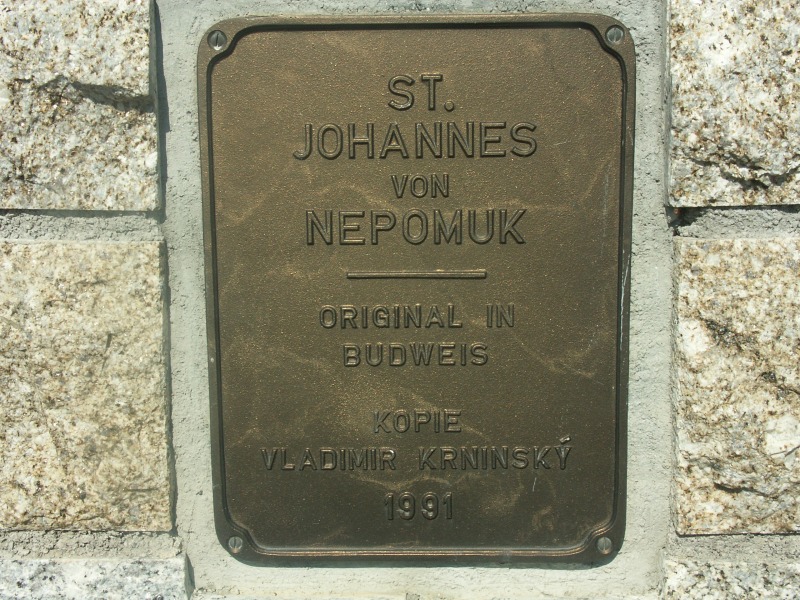 ST.
JOHANNES
VON
NEPOMUK
ORIGINAL IN
BUDWEIS
KOPIE
VLADIMIR KRNINSKÝ
1991